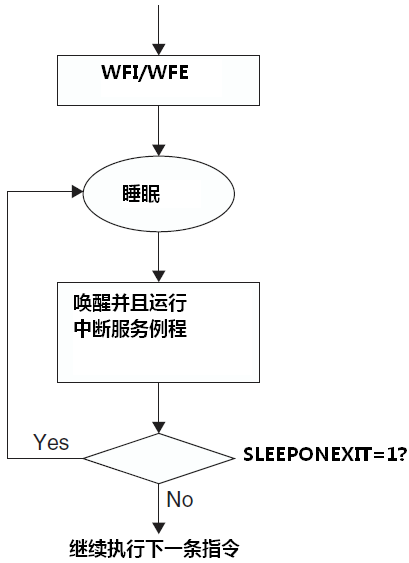 WFI/WFE
睡眠
唤醒并且运行
中断服务例程
Yes
SLEEPONEXIT=1?
No
继续执行下一条指令